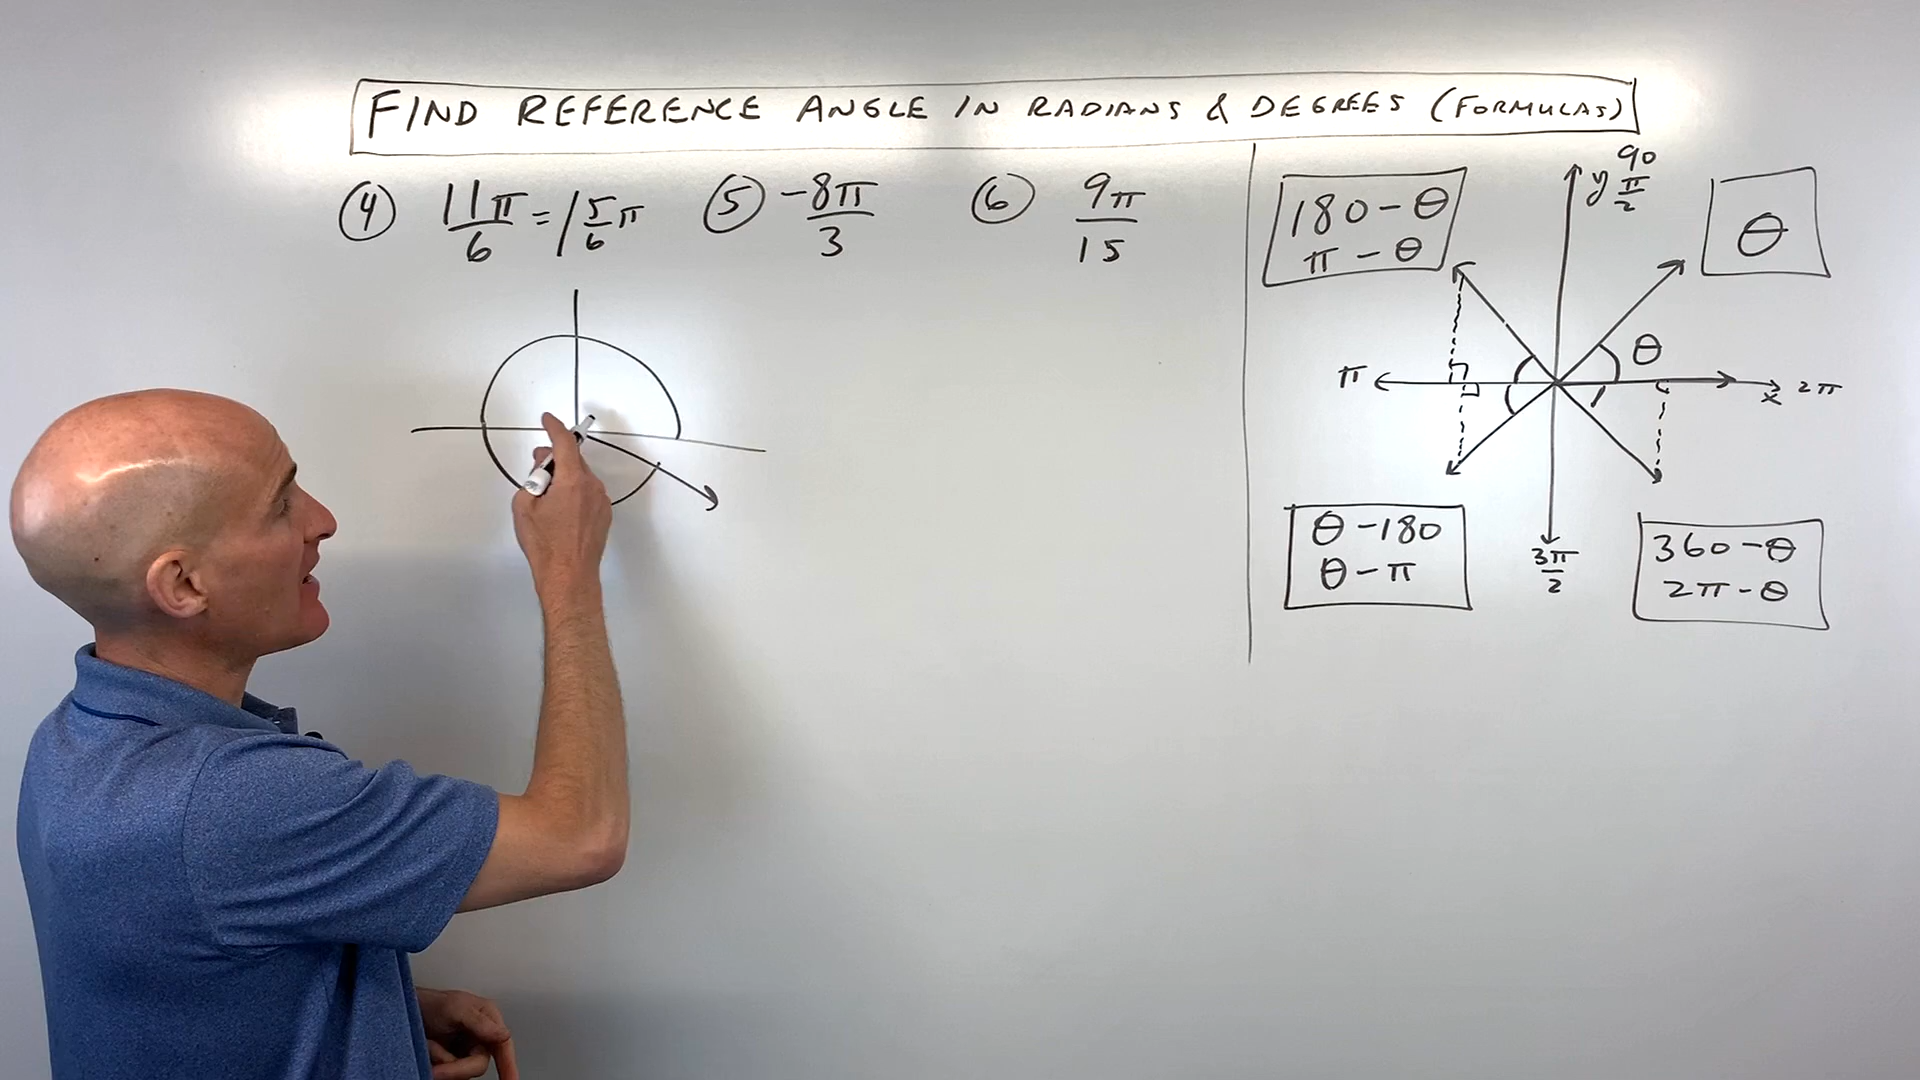 FIND REFERENCE ANGLE IN RADIANS & DEGREES (FORMULAS)
④ 11π/6 = 1 5/6 π
⑤ -8π/3
⑥ 9π/15
180-θ
π-θ
y
90
π/2
θ
θ
π
x
2π
θ-180
θ-π
3π/2
360-θ
2π-θ